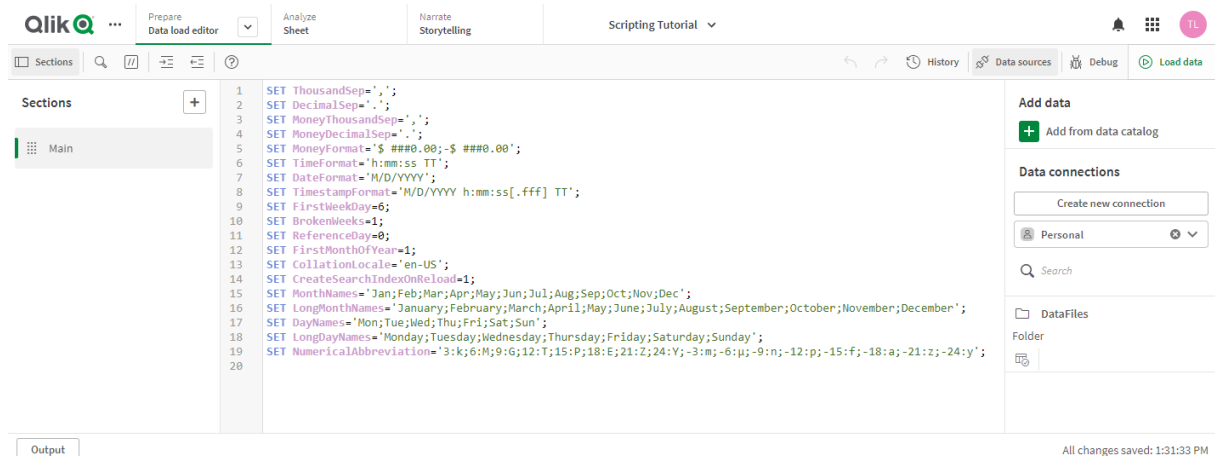 Qlik
Prepare
Data load editor
Analyze
Sheet
Narrate
Storytelling
Scripting Tutorial
TL
Sections
//
?
History
Data sources
Debug
Load data
Sections
+
Main
1 SET ThousandSep=',';
2 SET DecimalSep='.';
3 SET MoneyThousandSep=',';
4 SET MoneyDecimalSep='.';
5 SET MoneyFormat='$ ###0.00;-$ ###0.00';
6 SET TimeFormat='h:mm:ss TT';
7 SET DateFormat='M/D/YYYY';
8 SET TimestampFormat='M/D/YYYY h:mm:ss[.fff] TT';
9 SET FirstWeekDay=6;
10 SET BrokenWeeks=1;
11 SET ReferenceDay=0;
12 SET FirstMonthOfYear=1;
13 SET CollationLocale='en-US';
14 SET CreateSearchIndexOnReload=1;
15 SET MonthNames='Jan;Feb;Mar;Apr;May;Jun;Jul;Aug;Sep;Oct;Nov;Dec';
16 SET LongMonthNames='January;February;March;April;May;June;July;August;September;October;November;December';
17 SET DayNames='Mon;Tue;Wed;Thu;Fri;Sat;Sun';
18 SET LongDayNames='Monday;Tuesday;Wednesday;Thursday;Friday;Saturday;Sunday';
19 SET NumericalAbbreviation='3:k;6:M;9:G;12:T;15:P;18:E;21:Z;24:Y;-3:m;-6:μ;-9:n;-12:p;-15:f;-18:a;-21:z;-24:y';
20
Add data
Add from data catalog
Data connections
Create new connection
Personal
Search
DataFiles
Folder
Output
All changes saved: 1:31:33 PM